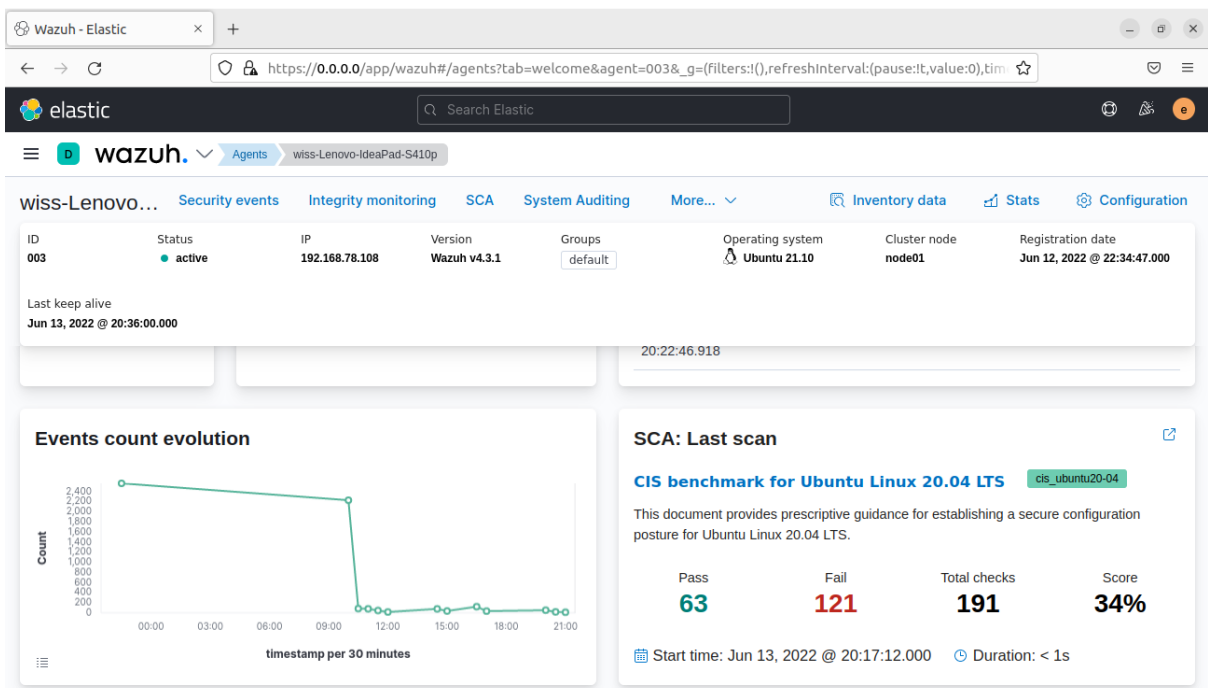 Wazuh - Elastic
https://0.0.0.0/app/wazuh#/agents?tab=welcome&agent=003&_g=(filters:!(),refreshInterval:(pause:!t,value:0),tim
elastic
Search Elastic
e
D wazuh. Agents wiss-Lenovo-IdeaPad-S410p
wiss-Lenovo... Security events Integrity monitoring SCA System Auditing More... Inventory data Stats Configuration
ID Status IP Version Groups Operating system Cluster node Registration date
003 active 192.168.78.108 Wazuh v4.3.1 default Ubuntu 21.10 node01 Jun 12, 2022 @ 22:34:47.000
Last keep alive
Jun 13, 2022 @ 20:36:00.000
20:22:46.918
Events count evolution
Count
2,400
2,200
2,000
1,800
1,600
1,400
1,200
1,000
800
600
400
200
0
00:00 03:00 06:00 09:00 12:00 15:00 18:00 21:00
timestamp per 30 minutes
SCA: Last scan
CIS benchmark for Ubuntu Linux 20.04 LTS cis_ubuntu20-04
This document provides prescriptive guidance for establishing a secure configuration
posture for Ubuntu Linux 20.04 LTS.
Pass Fail Total checks Score
63 121 191 34%
Start time: Jun 13, 2022 @ 20:17:12.000 Duration: < 1s